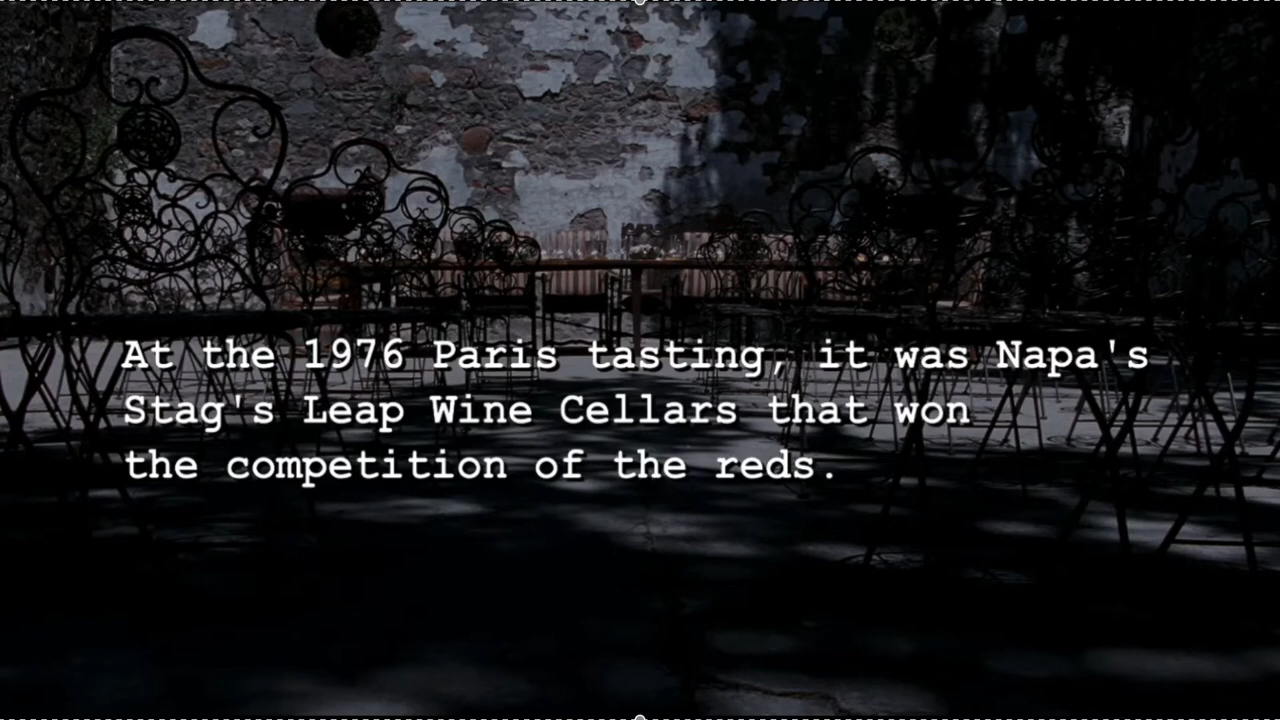 At the 1976 Paris tasting, it was Napa's
Stag's Leap Wine Cellars that won
the competition of the reds.